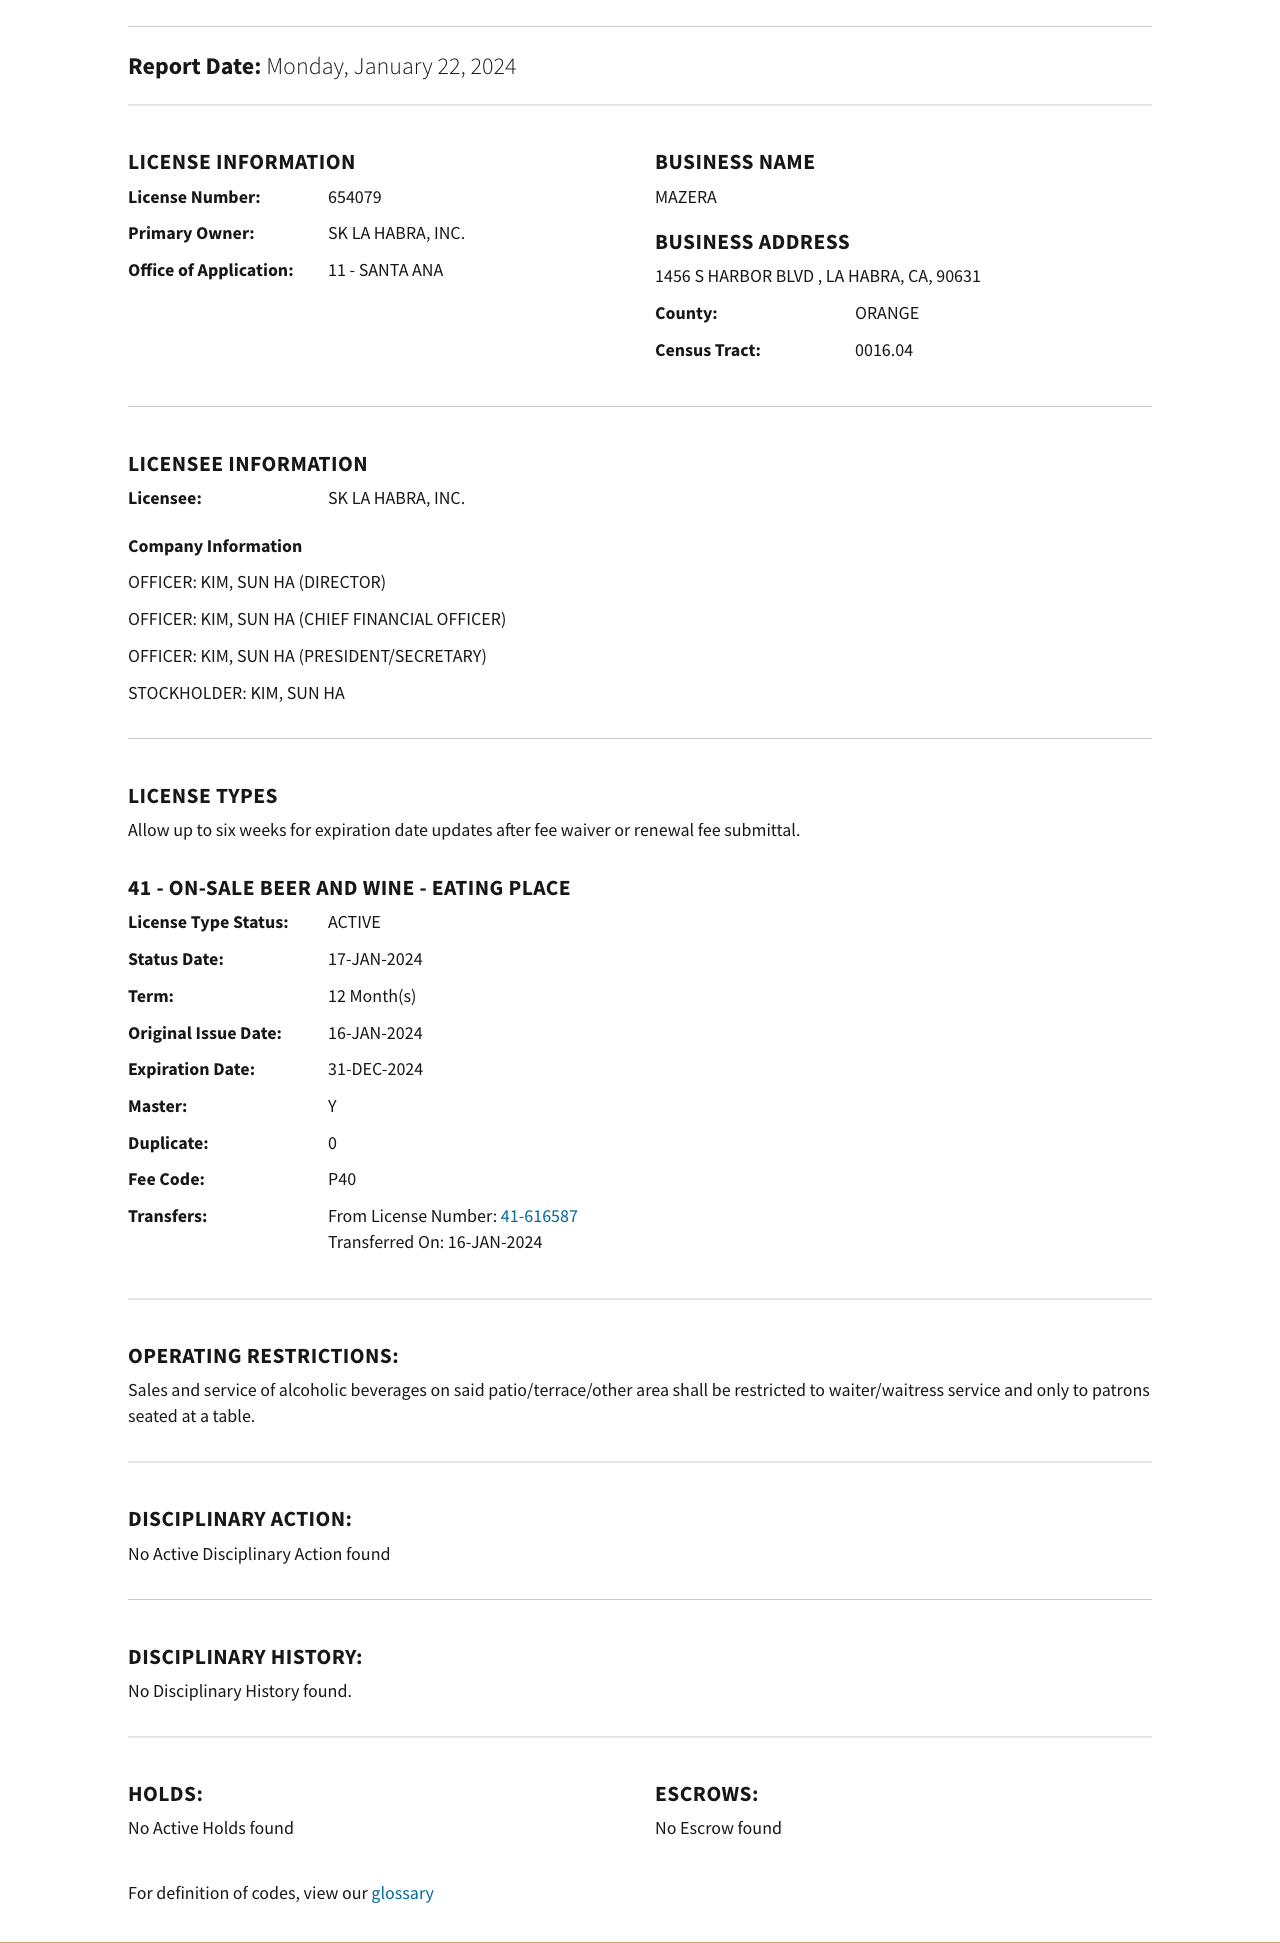 Report Date: Monday, January 22, 2024
LICENSE INFORMATION
License Number: 654079
Primary Owner: SK LA HABRA, INC.
Office of Application: 11 - SANTA ANA
BUSINESS NAME
MAZERA
BUSINESS ADDRESS
1456 S HARBOR BLVD , LA HABRA, CA, 90631
County: ORANGE
Census Tract: 0016.04
LICENSEE INFORMATION
Licensee: SK LA HABRA, INC.
Company Information
OFFICER: KIM, SUN HA (DIRECTOR)
OFFICER: KIM, SUN HA (CHIEF FINANCIAL OFFICER)
OFFICER: KIM, SUN HA (PRESIDENT/SECRETARY)
STOCKHOLDER: KIM, SUN HA
LICENSE TYPES
Allow up to six weeks for expiration date updates after fee waiver or renewal fee submittal.
41 - ON-SALE BEER AND WINE - EATING PLACE
License Type Status: ACTIVE
Status Date: 17-JAN-2024
Term: 12 Month(s)
Original Issue Date: 16-JAN-2024
Expiration Date: 31-DEC-2024
Master: Y
Duplicate: 0
Fee Code: P40
Transfers: From License Number: 41-616587
Transferred On: 16-JAN-2024
OPERATING RESTRICTIONS:
Sales and service of alcoholic beverages on said patio/terrace/other area shall be restricted to waiter/waitress service and only to patrons
seated at a table.
DISCIPLINARY ACTION:
No Active Disciplinary Action found
DISCIPLINARY HISTORY:
No Disciplinary History found.
HOLDS:
No Active Holds found
ESCROWS:
No Escrow found
For definition of codes, view our glossary